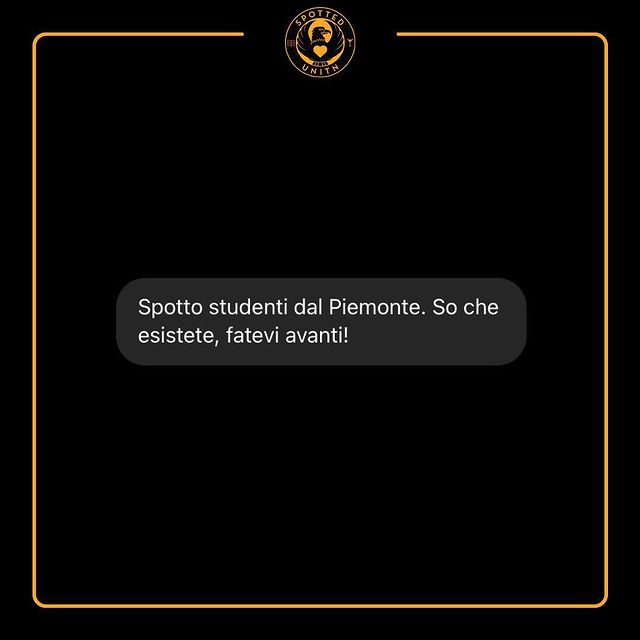 SPOTTED
UNITN
Spotto studenti dal Piemonte. So che
esistete, fatevi avanti!